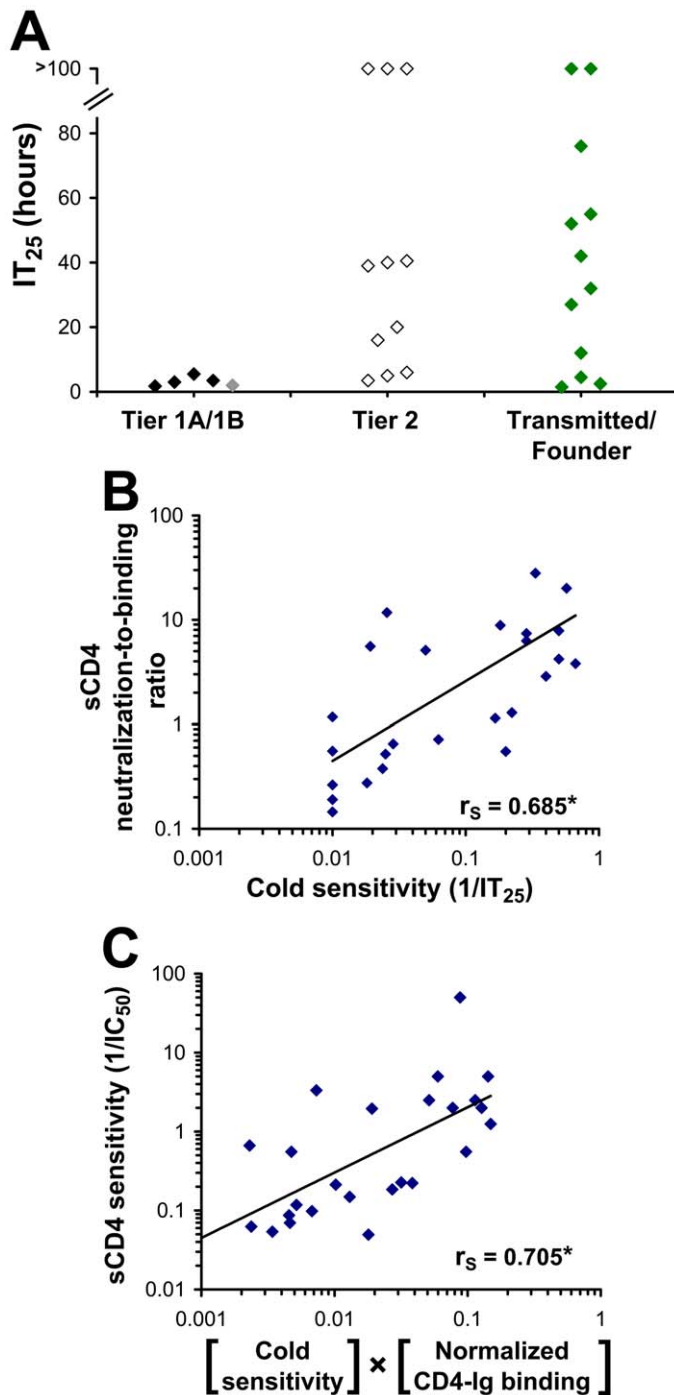 A
>100
80
60
40
20
0
IT25 (hours)
Tier 1A/1B
Tier 2
Transmitted/
Founder
B
100
10
1
0.1
sCD4
neutralization-to-binding
ratio
rS = 0.685*
0.001
0.01
0.1
1
Cold sensitivity (1/IT25)
C
100
10
1
0.1
0.01
sCD4 sensitivity (1/IC50)
rS = 0.705*
0.001
0.01
0.1
1
[Cold
sensitivity] × [Normalized
CD4-Ig binding]